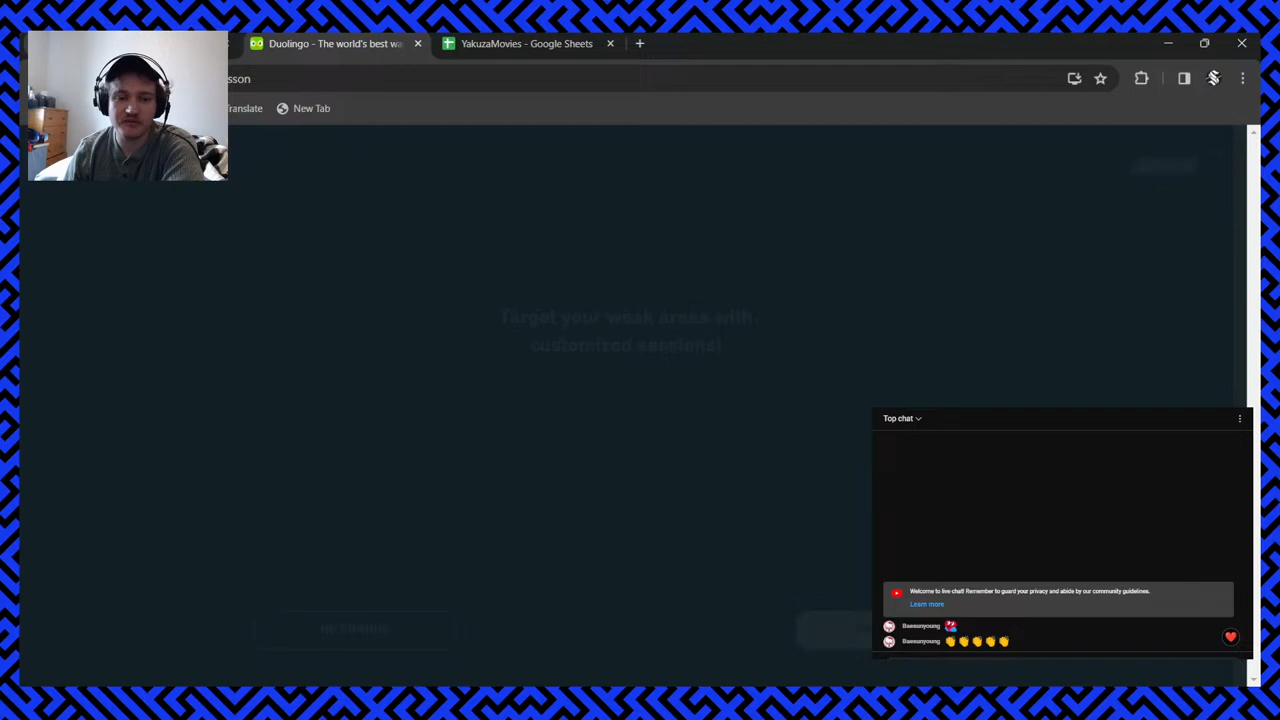 Duolingo - The world's best wa
YakuzaMovies - Google Sheets
sson
Translate
New Tab
Target your weak areas with
customized sessions!
Top chat
Welcome to live chat! Remember to guard your privacy and abide by our community guidelines.
Learn more
Baesunyoung
Baesunyoung 👏👏👏👏👏